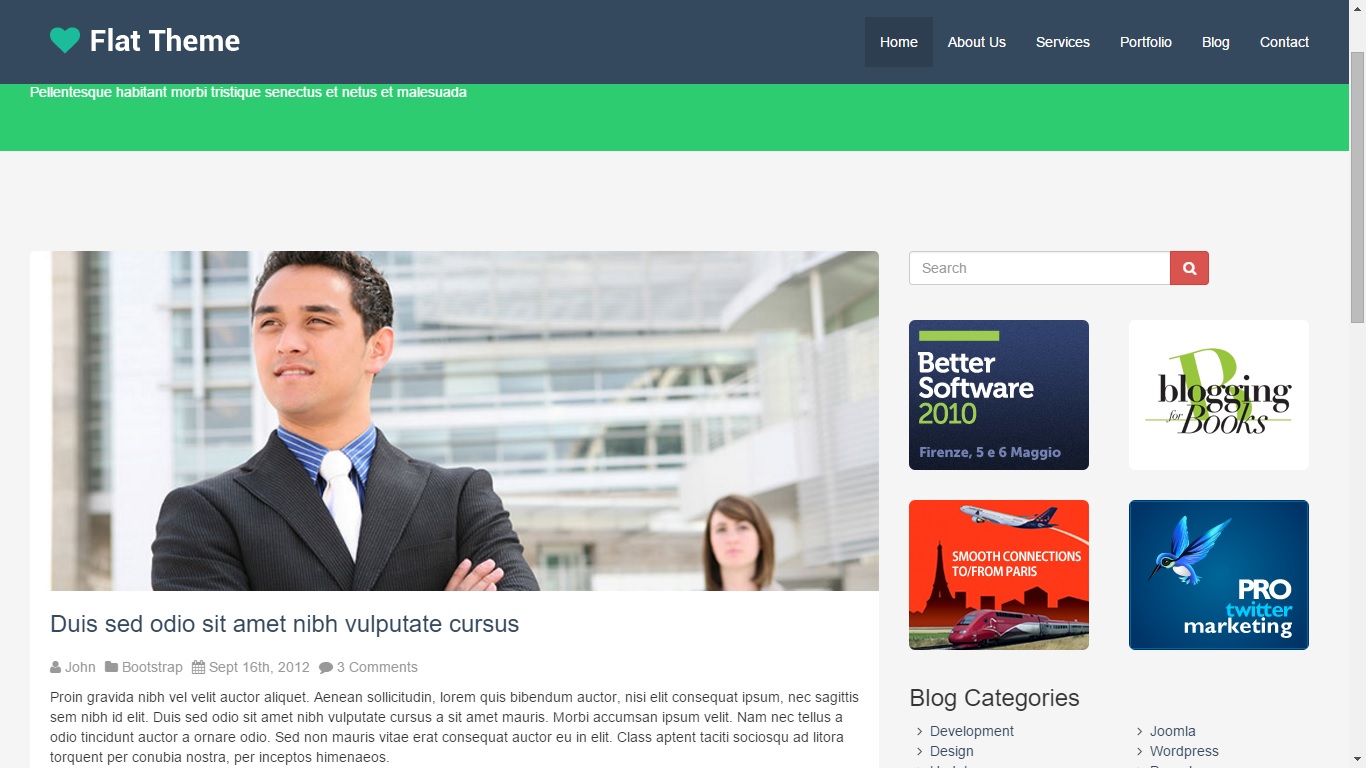 Flat Theme
Home
About Us
Services
Portfolio
Blog
Contact
Pellentesque habitant morbi tristique senectus et netus et malesuada
Duis sed odio sit amet nibh vulputate cursus
John Bootstrap Sept 16th, 2012 3 Comments
Proin gravida nibh vel velit auctor aliquet. Aenean sollicitudin, lorem quis bibendum auctor, nisi elit consequat ipsum, nec sagittis
sem nibh id elit. Duis sed odio sit amet nibh vulputate cursus a sit amet mauris. Morbi accumsan ipsum velit. Nam nec tellus a
odio tincidunt auctor a ornare odio. Sed non mauris vitae erat consequat auctor eu in elit. Class aptent taciti sociosqu ad litora
torquent per conubia nostra, per inceptos himenaeos.
Search
Better
Software
2010
Firenze, 5 e 6 Maggio
blogging
for Books
SMOOTH CONNECTIONS
TO/FROM PARIS
PRO
twitter
marketing
Blog Categories
Development
Joomla
Design
Wordpress